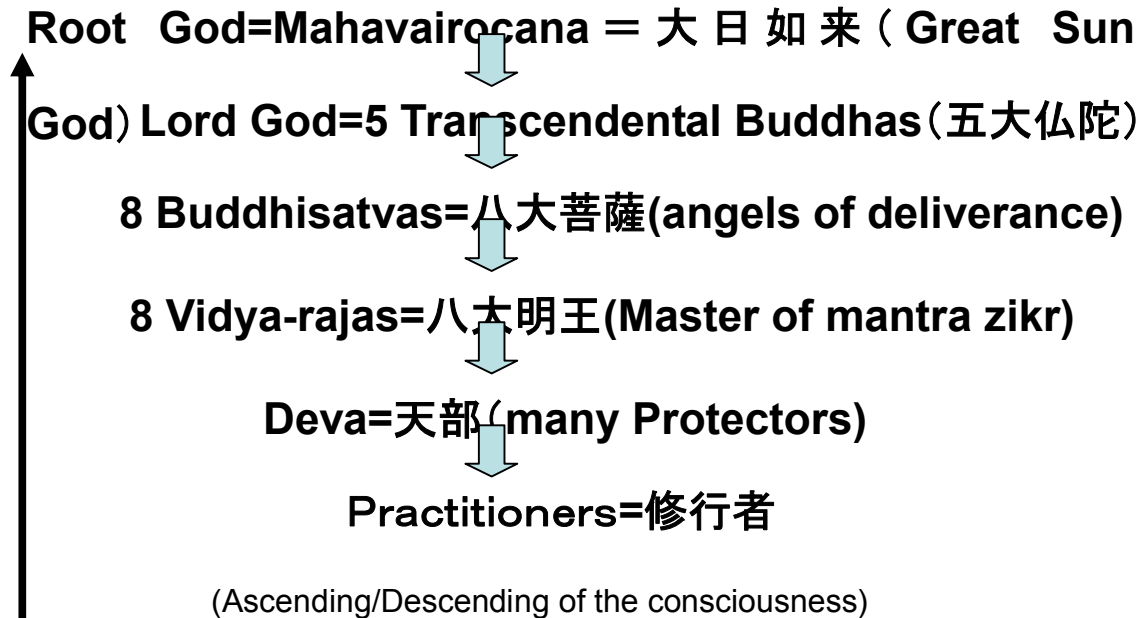 Root God=Mahavairocana＝大日如来（Great Sun
God）Lord God=5 Transcendental Buddhas（五大仏陀）
8 Buddhisatvas=八大菩薩(angels of deliverance)
8 Vidya-rajas=八大明王(Master of mantra zikr)
Deva=天部(many Protectors)
Practitioners=修行者
(Ascending/Descending of the consciousness)